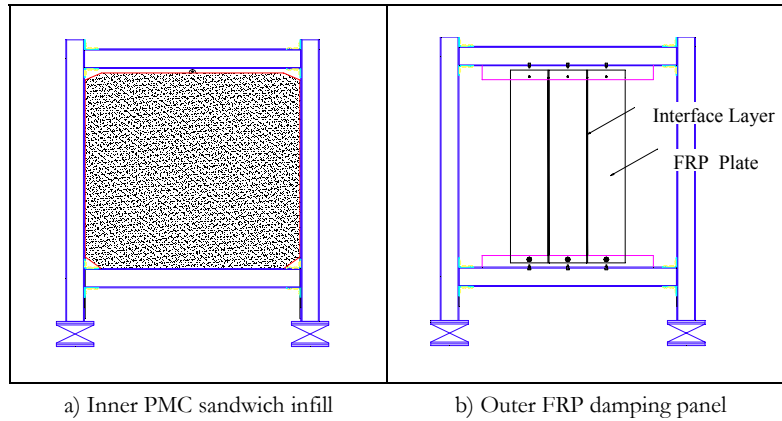 Interface Layer
FRP Plate
a) Inner PMC sandwich infill
b) Outer FRP damping panel